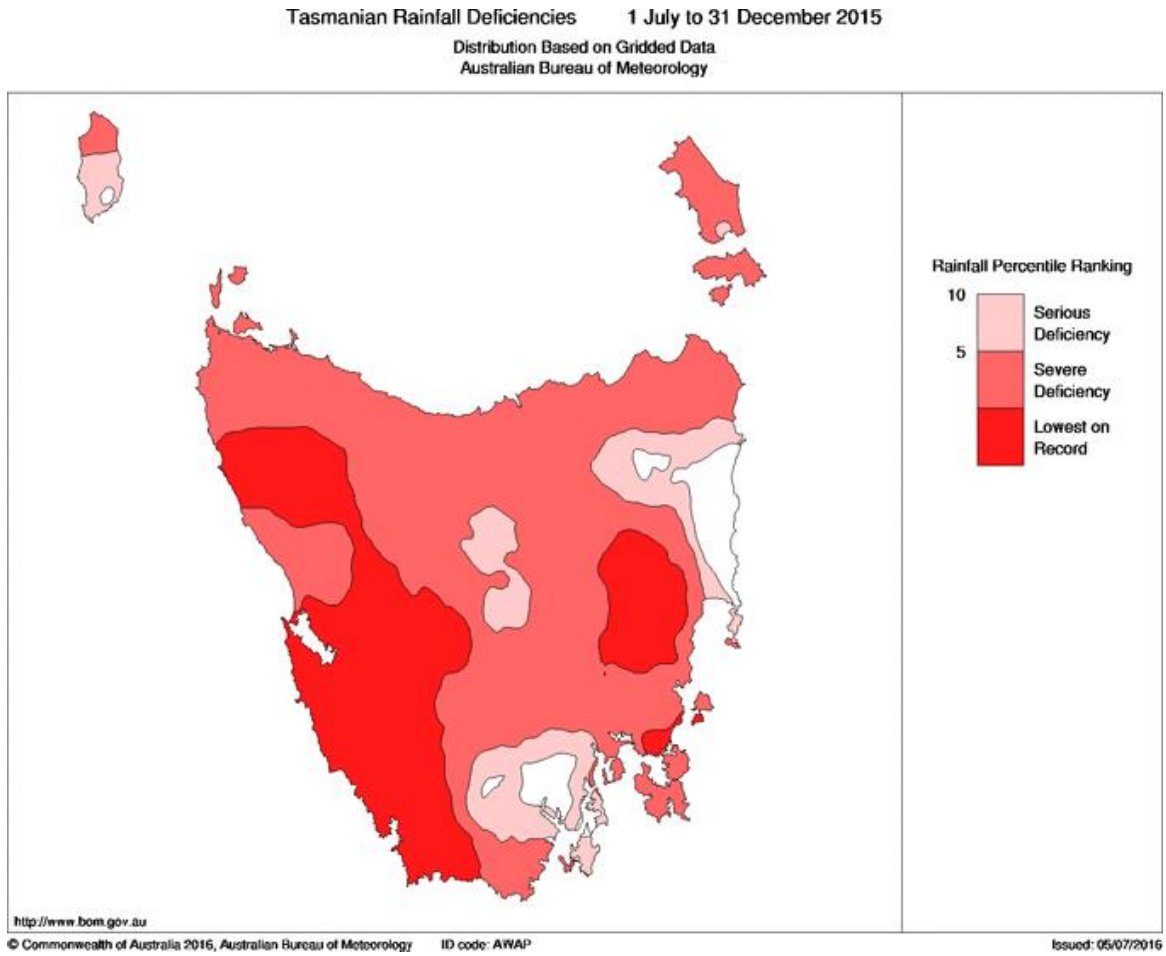 Tasmanian Rainfall Deficiencies 1 July to 31 December 2015
Distribution Based on Gridded Data
Australian Bureau of Meteorology
Rainfall Percentile Ranking
10
Serious
Deficiency
5
Severe
Deficiency
Lowest on
Record
http://www.bom.gov.au
© Commonwealth of Australia 2016, Australian Bureau of Meteorology ID code: AWAP Issued: 05/07/2016